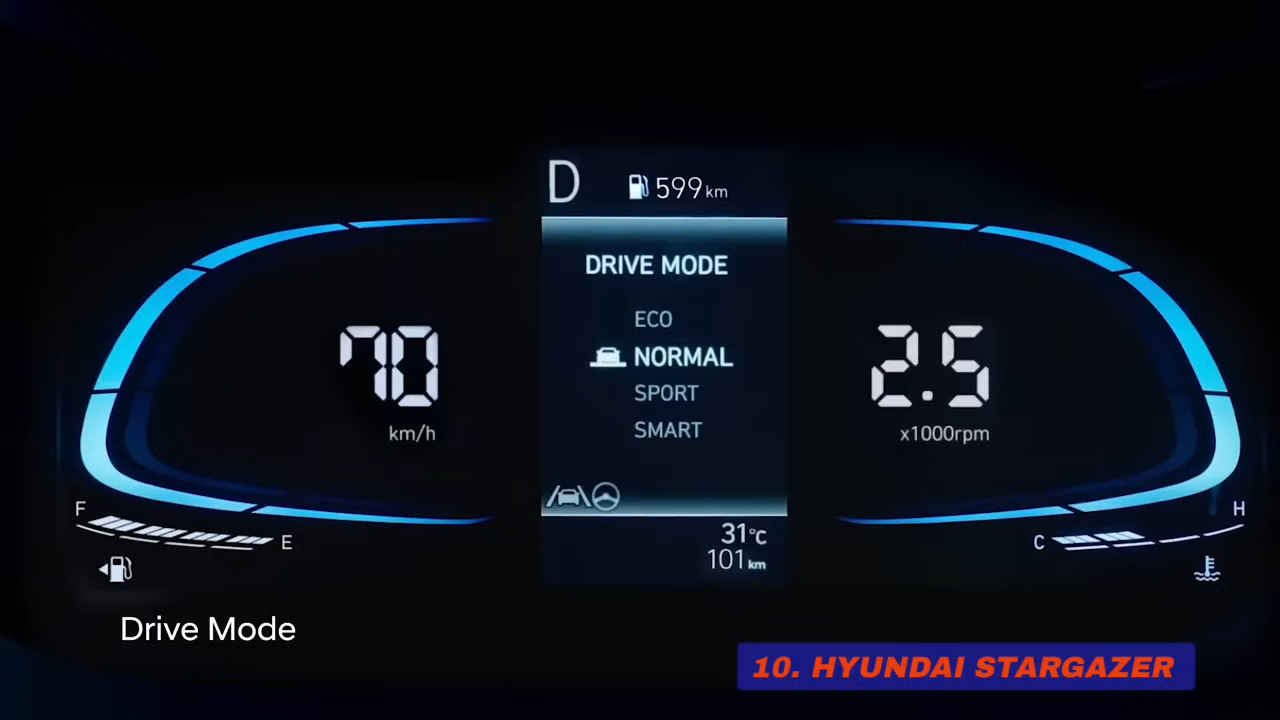 D
599 km
DRIVE MODE
ECO
NORMAL
SPORT
SMART
70
km/h
2.5
x1000rpm
F
E
C
H
31°C
101 km
Drive Mode
10. HYUNDAI STARGAZER